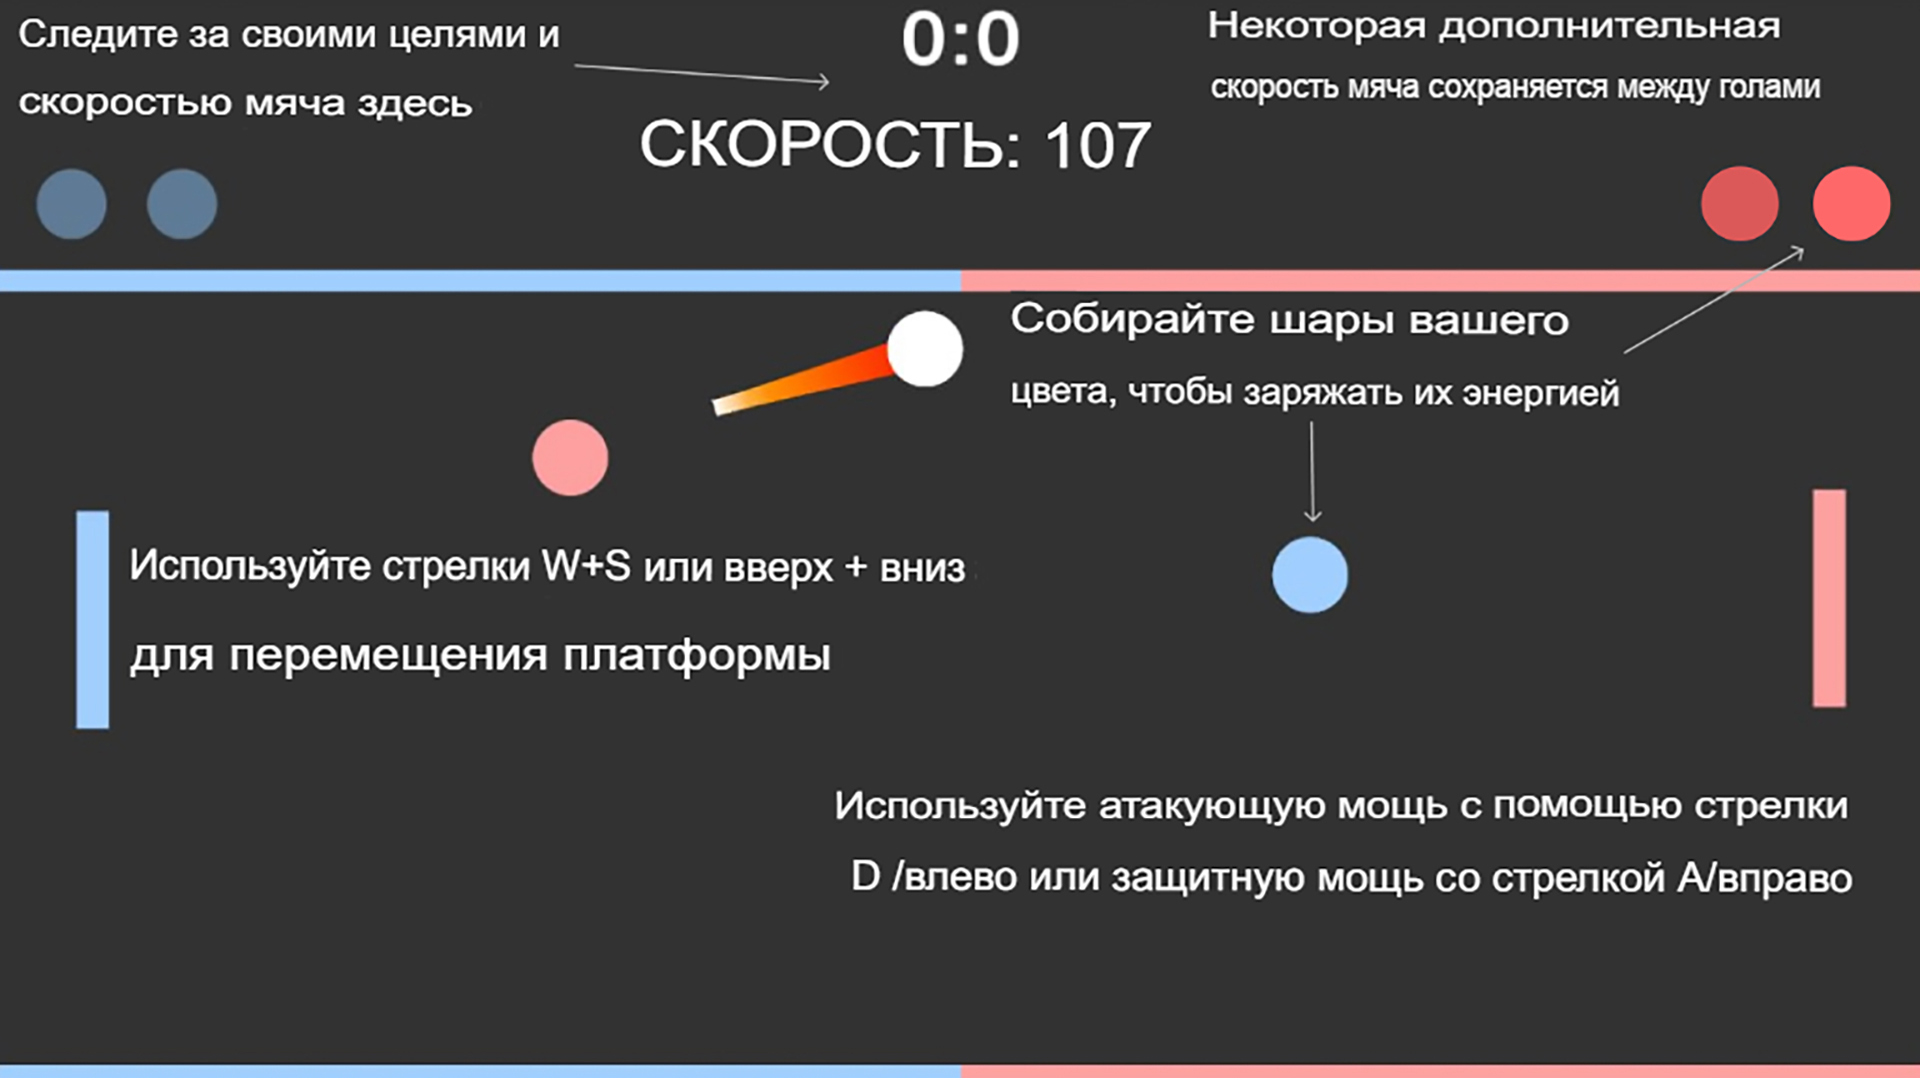 Следите за своими целями и
скоростью мяча здесь
0:0
СКОРОСТЬ: 107
Некоторая дополнительная
скорость мяча сохраняется между голами
Собирайте шары вашего
цвета, чтобы заряжать их энергией
Используйте стрелки W+S или вверх + вниз
для перемещения платформы
Используйте атакующую мощь с помощью стрелки
D /влево или защитную мощь со стрелкой A/вправо